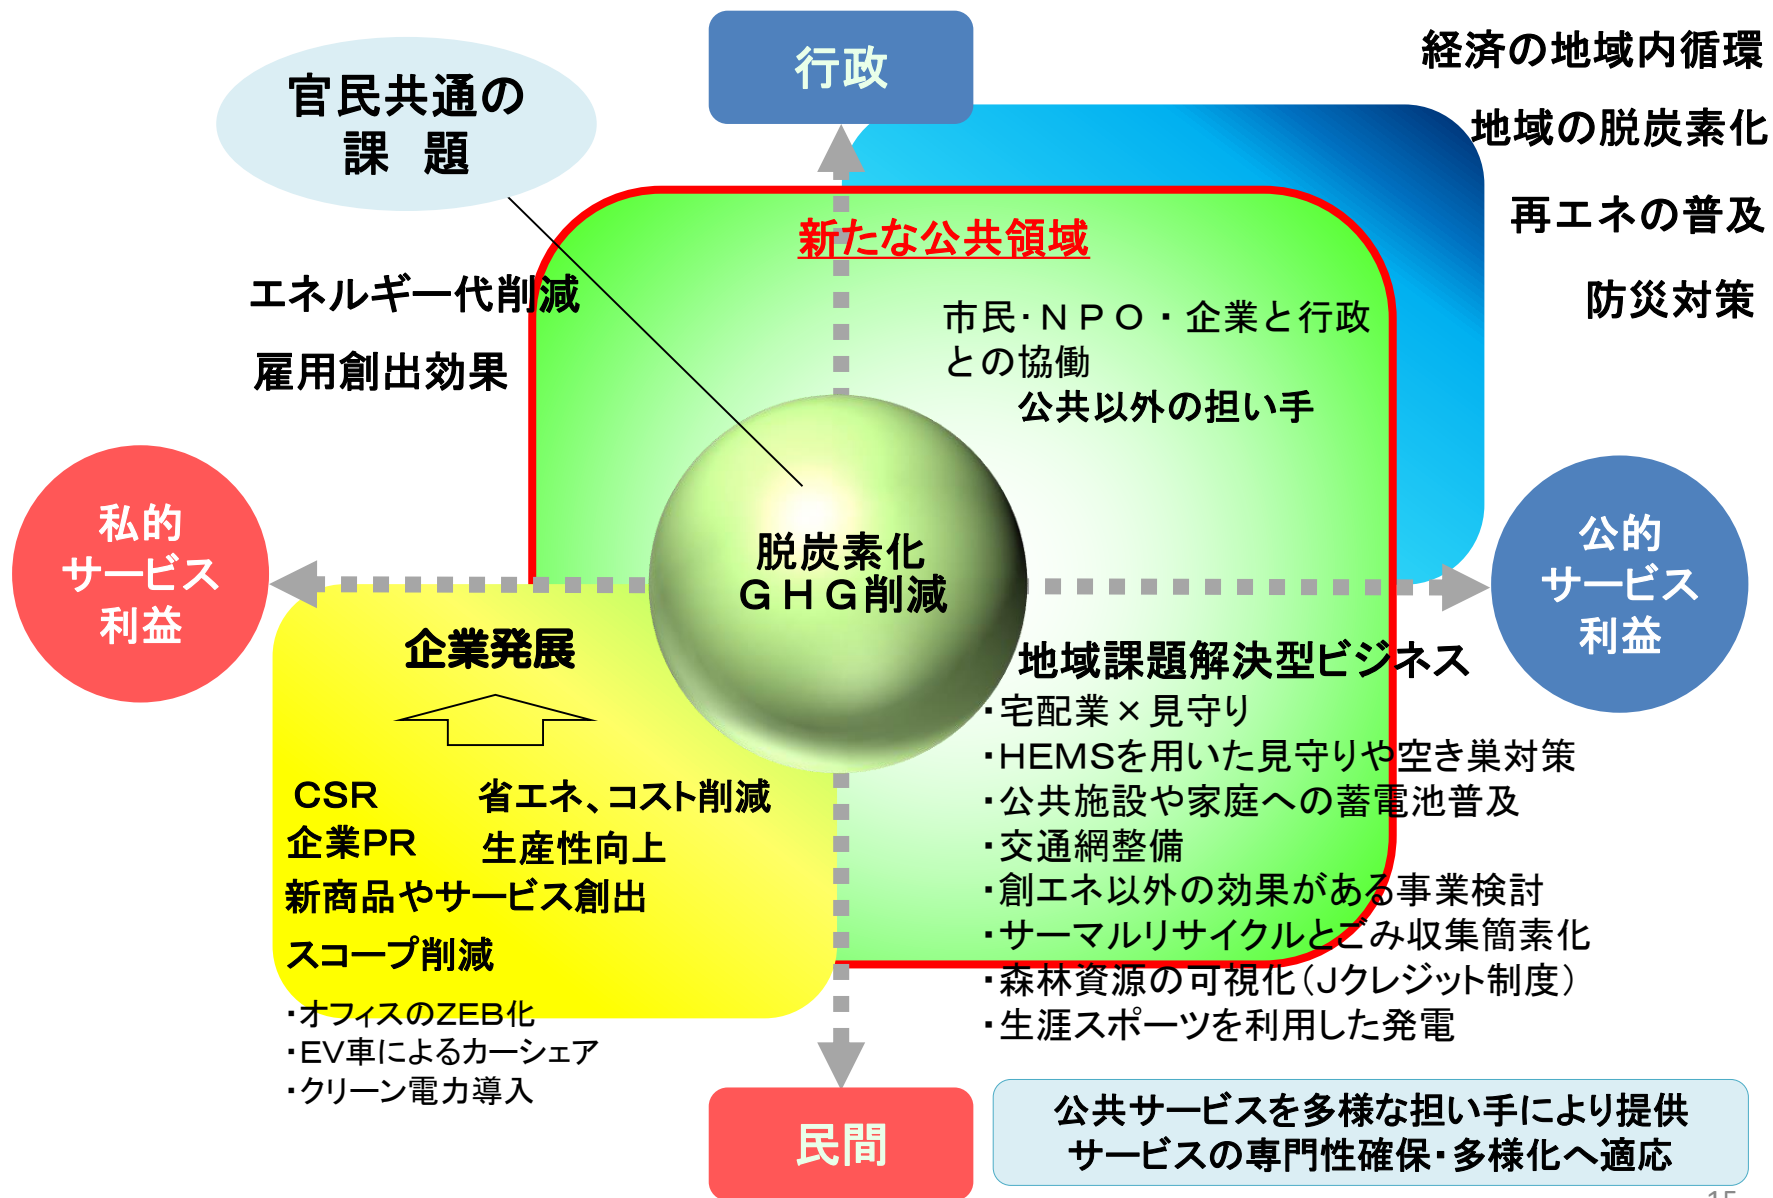 行政
官民共通の
課　題
経済の地域内循環
地域の脱炭素化
再エネの普及
防災対策
新たな公共領域
エネルギー代削減
雇用創出効果
市民・ＮＰＯ・企業と行政
との協働
公共以外の担い手
私的
サービス
利益
脱炭素化
ＧＨＧ削減
公的
サービス
利益
企業発展
CSR
省エネ、コスト削減
企業PR
生産性向上
新商品やサービス創出
スコープ削減
・オフィスのZEB化
・EV車によるカーシェア
・クリーン電力導入
地域課題解決型ビジネス
・宅配業×見守り
・HEMSを用いた見守りや空き巣対策
・公共施設や家庭への蓄電池普及
・交通網整備
・創エネ以外の効果がある事業検討
・サーマルリサイクルとごみ収集簡素化
・森林資源の可視化（Jクレジット制度）
・生涯スポーツを利用した発電
民間
公共サービスを多様な担い手により提供
サービスの専門性確保・多様化へ適応
15